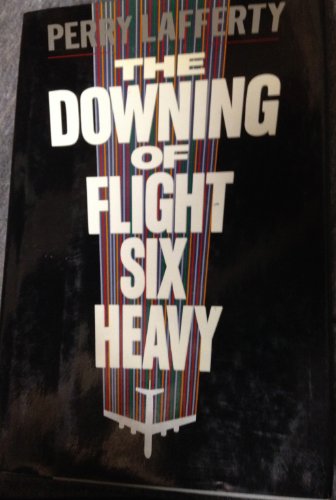 PERRY LAFFERTY
THE
DOWNING
OF
FLIGHT
SIX
HEAVY